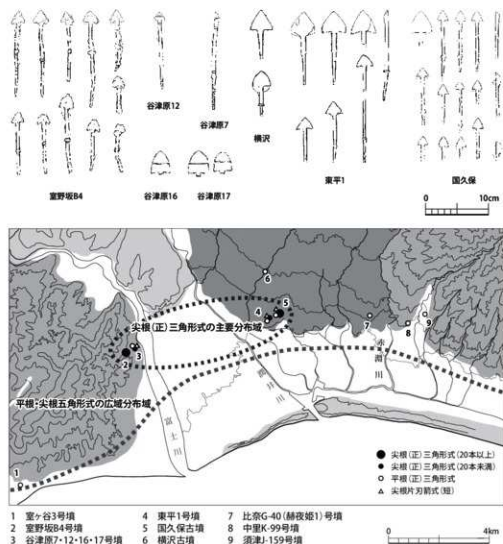 谷津原12
谷津原7
横沢
室野坂B4
谷津原16
谷津原17
東平1
国久保
0
10cm
6
5
4
3
2
7
8
9
1
尖根(正)三角形式の主要分布域
平根・尖根五角形式の広域分布域
富士川
潤井川
赤淵川
● 尖根(正)三角形式(20本以上)
● 尖根(正)三角形式(20本未満)
○ 平根(正)三角形式
△ 尖根片刃箭式(短)
1 室ヶ谷3号墳
2 室野坂B4号墳
3 谷津原7・12・16・17号墳
4 東平1号墳
5 国久保古墳
6 横沢古墳
7 比奈G-40(赫夜姫1)号墳
8 中里K-99号墳
9 須津J-159号墳
0
4km